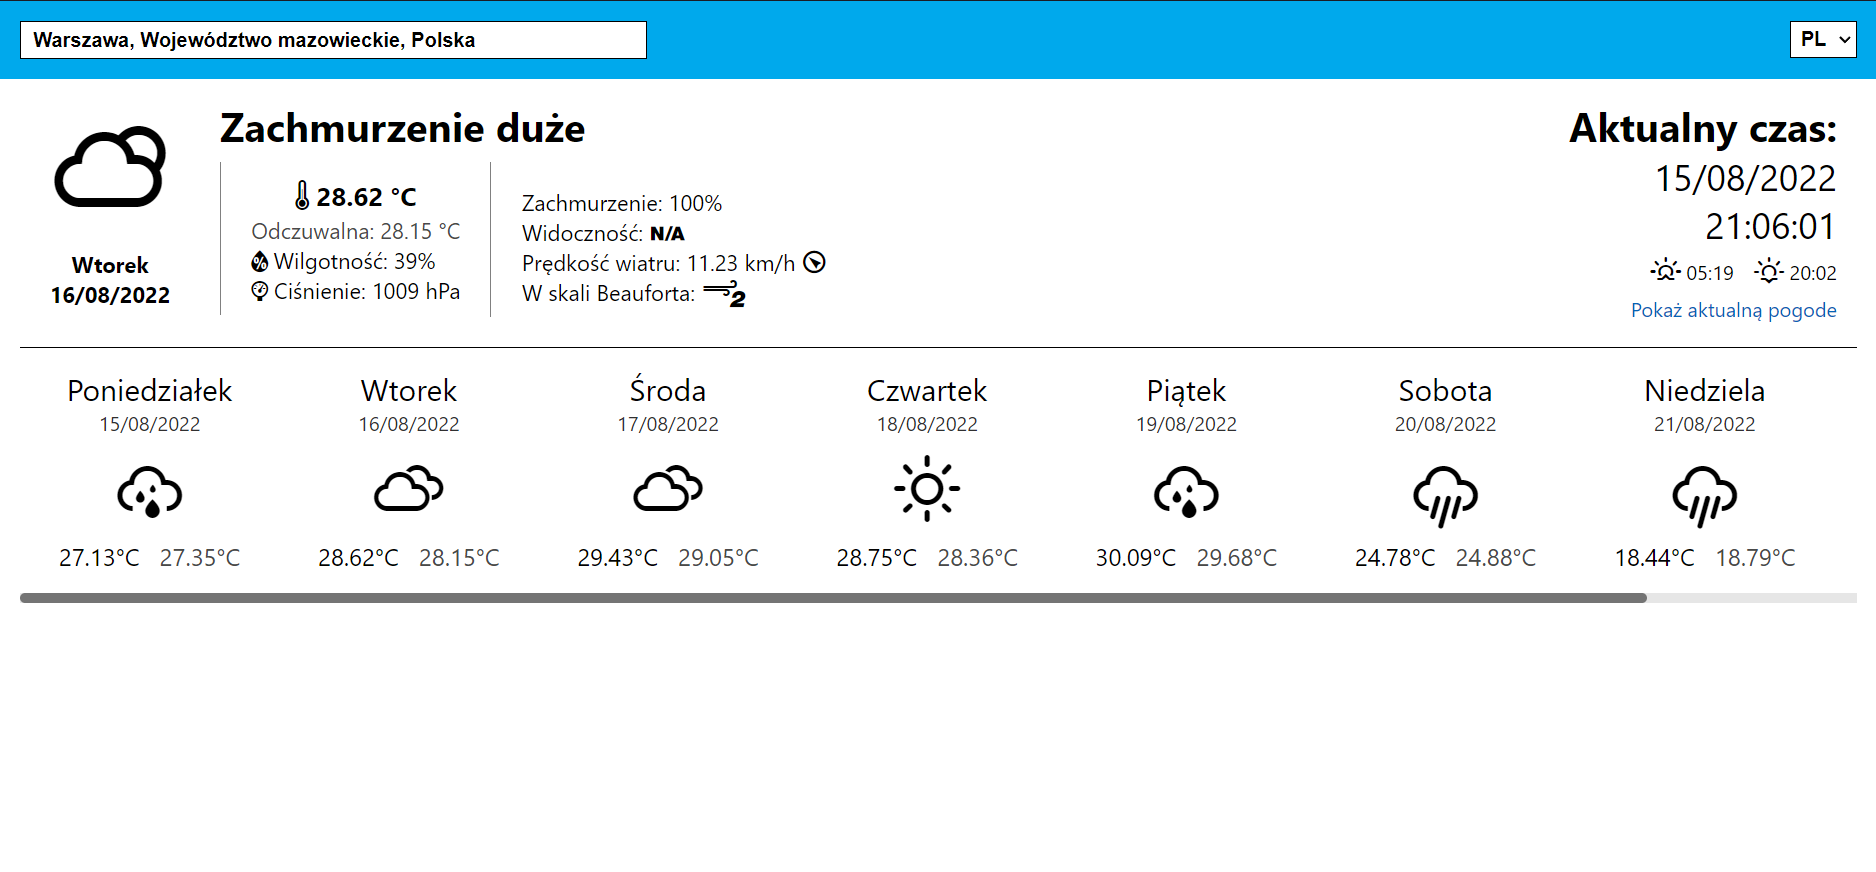 Warszawa, Województwo mazowieckie, Polska
PL
Zachmurzenie duże
Wtorek
16/08/2022
28.62 °C
Odczuwalna: 28.15 °C
Wilgotność: 39%
Ciśnienie: 1009 hPa
Zachmurzenie: 100%
Widoczność: N/A
Prędkość wiatru: 11.23 km/h
W skali Beauforta: 2
Aktualny czas:
15/08/2022
21:06:01
05:19 20:02
Pokaż aktualną pogode
Poniedziałek
15/08/2022
27.13°C 27.35°C
Wtorek
16/08/2022
28.62°C 28.15°C
Środa
17/08/2022
29.43°C 29.05°C
Czwartek
18/08/2022
28.75°C 28.36°C
Piątek
19/08/2022
30.09°C 29.68°C
Sobota
20/08/2022
24.78°C 24.88°C
Niedziela
21/08/2022
18.44°C 18.79°C